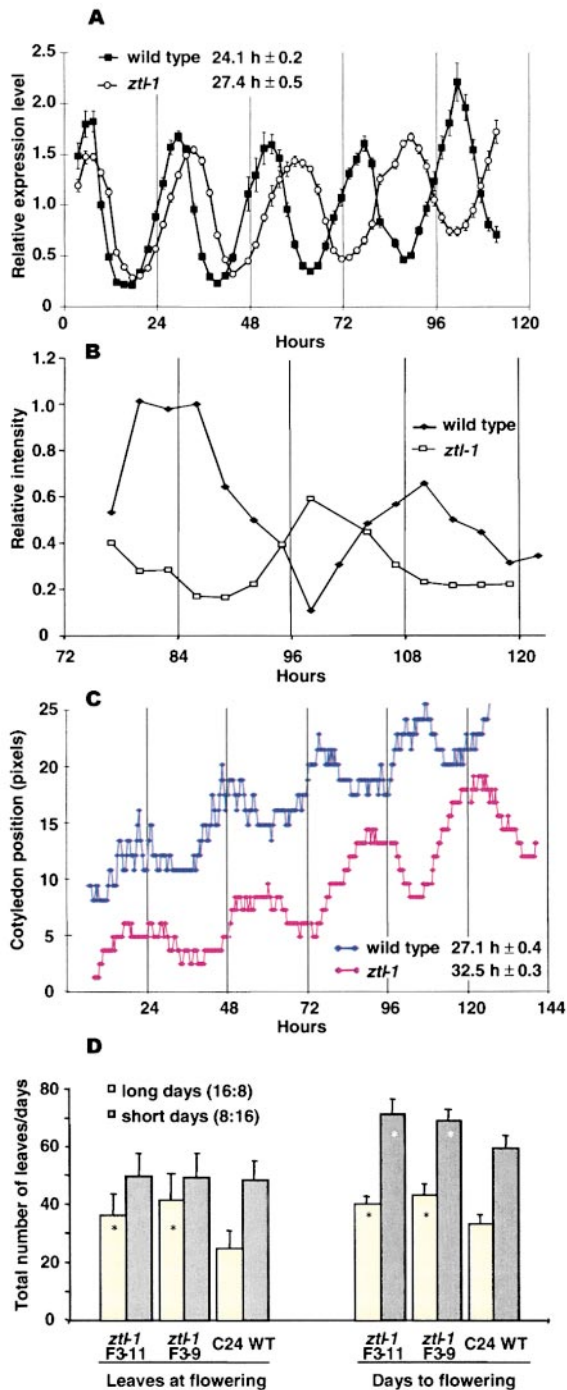 A
wild type 24.1 h ± 0.2
ztl-1 27.4 h ± 0.5
Relative expression level
2.5
2.0
1.5
1.0
0.5
0
0 24 48 72 96 120
Hours
B
Relative intensity
1.2
1.0
0.8
0.6
0.4
0.2
0
wild type
ztl-1
72 84 96 108 120
Hours
C
Cotyledon position (pixels)
25
20
15
10
5
0
wild type 27.1 h ± 0.4
ztl-1 32.5 h ± 0.3
24 48 72 96 120 144
Hours
D
Total number of leaves/days
80
60
40
20
0
long days (16:8)
short days (8:16)
* * * * * *
ztl-1 ztl-1 C24 WT ztl-1 ztl-1 C24 WT
F3-11 F3-9 F3-11 F3-9
Leaves at flowering Days to flowering